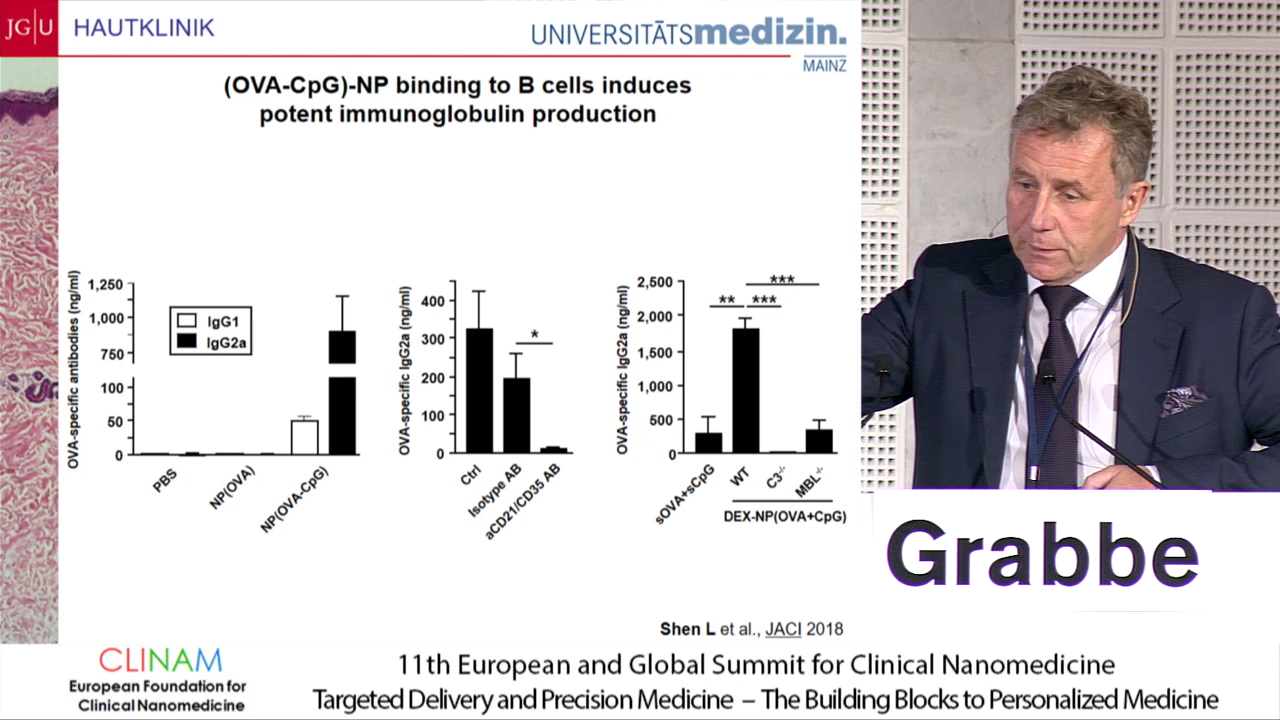 JG|U HAUTKLINIK
UNIVERSITÄTSmedizin.
MAINZ
(OVA-CpG)-NP binding to B cells induces
potent immunoglobulin production
OVA-specific antibodies (ng/ml)
1,250
1,000
750
100
50
0
IgG1
IgG2a
PBS
NP(OVA)
NP(OVA-CpG)
OVA-specific IgG2a (ng/ml)
400
300
200
100
0
*
Ctrl
Isotype AB
aCD21/CD35 AB
OVA-specific IgG2a (ng/ml)
2,500
2,000
1,500
1,000
500
0
***
** ***
sOVA+sCpG
WT
C3-/-
MBL-/-
DEX-NP(OVA+CpG)
Shen L et al., JACI 2018
Grabbe
CLINAM
European Foundation for
Clinical Nanomedicine
11th European and Global Summit for Clinical Nanomedicine
Targeted Delivery and Precision Medicine – The Building Blocks to Personalized Medicine